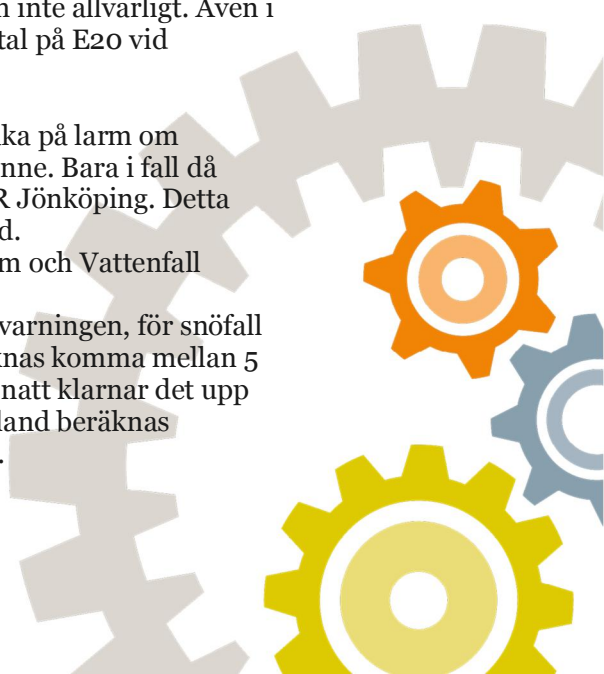 inte allvarligt. Även i
tal på E20 vid
ka på larm om
nne. Bara i fall då
R Jönköping. Detta
d.
m och Vattenfall
varningen, för snöfall
knas komma mellan 5
natt klarnar det upp
land beräknas
.